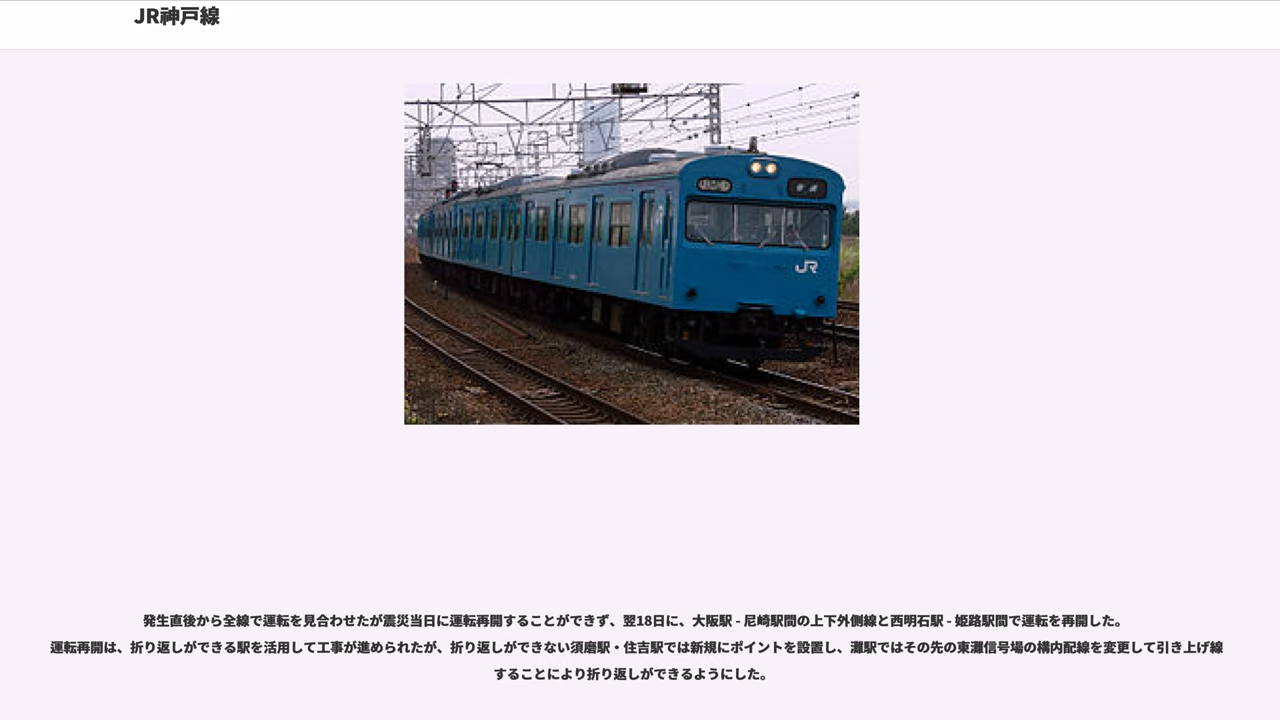 JR神戸線
JR
発生直後から全線で運転を見合わせたが震災当日に運転再開することができず、翌18日に、大阪駅 - 尼崎駅間の上下外側線と西明石駅 - 姫路駅間で運転を再開した。
運転再開は、折り返しができる駅を活用して工事が進められたが、折り返しができない須磨駅・住吉駅では新規にポイントを設置し、灘駅ではその先の東灘信号場の構内配線を変更して引き上げ線
することにより折り返しができるようにした。